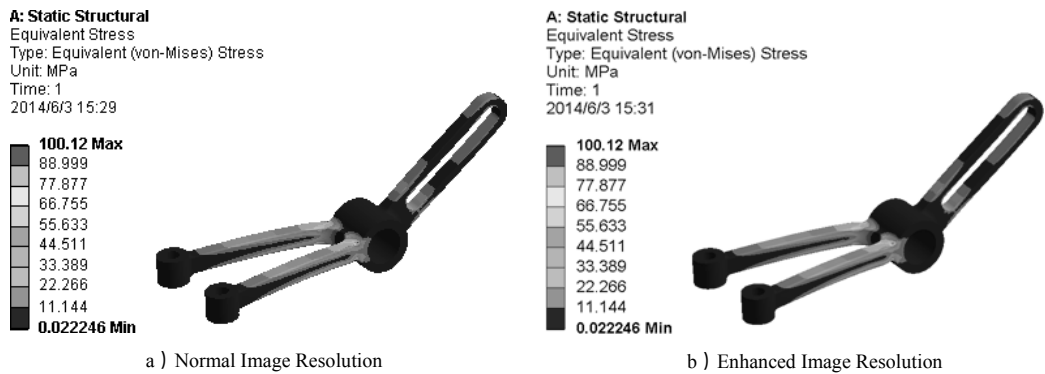 A: Static Structural
Equivalent Stress
Type: Equivalent (von-Mises) Stress
Unit: MPa
Time: 1
2014/6/3 15:29
100.12 Max
88.999
77.877
66.755
55.633
44.511
33.389
22.266
11.144
0.022246 Min
a ) Normal Image Resolution
A: Static Structural
Equivalent Stress
Type: Equivalent (von-Mises) Stress
Unit: MPa
Time: 1
2014/6/3 15:31
100.12 Max
88.999
77.877
66.755
55.633
44.511
33.389
22.266
11.144
0.022246 Min
b ) Enhanced Image Resolution